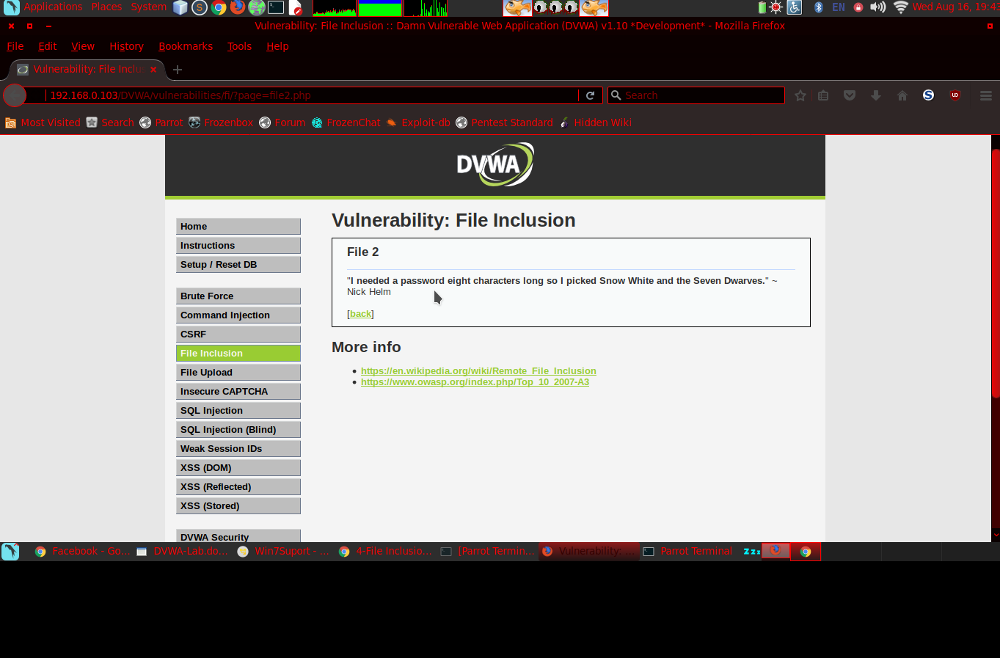 Applications Places System EN Wed Aug 16, 19:43
Vulnerability: File Inclusion :: Damn Vulnerable Web Application (DVWA) v1.10 *Development* - Mozilla Firefox
File Edit View History Bookmarks Tools Help
Vulnerability: File Inclu
192.168.0.103/DVWA/vulnerabilities/fi/?page=file2.php Search
Most Visited Search Parrot Frozenbox Forum FrozenChat Exploit-db Pentest Standard Hidden Wiki
DVWA
Home
Instructions
Setup / Reset DB
Brute Force
Command Injection
CSRF
File Inclusion
File Upload
Insecure CAPTCHA
SQL Injection
SQL Injection (Blind)
Weak Session IDs
XSS (DOM)
XSS (Reflected)
XSS (Stored)
DVWA Security
Vulnerability: File Inclusion
File 2
"I needed a password eight characters long so I picked Snow White and the Seven Dwarves." ~
Nick Helm
[back]
More info
https://en.wikipedia.org/wiki/Remote_File_Inclusion
https://www.owasp.org/index.php/Top_10_2007-A3
Facebook - Go... DVWA-Lab.do... Win7Suport - ... 4-File Inclusio... [Parrot Termin... Vulnerability: ... Parrot Terminal zzz